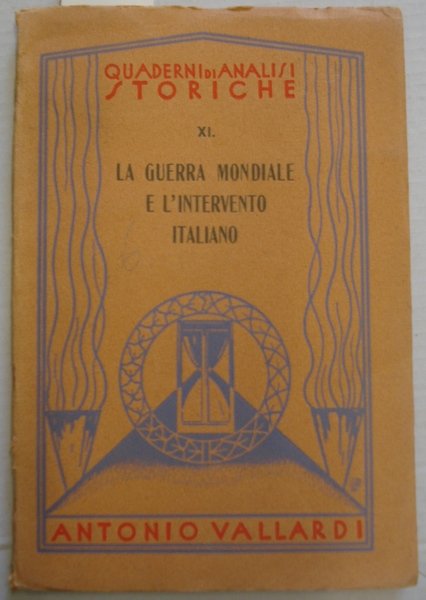 QUADERNI DI ANALISI
STORICHE
XI.
LA GUERRA MONDIALE
E L'INTERVENTO
ITALIANO
ANTONIO VALLARDI